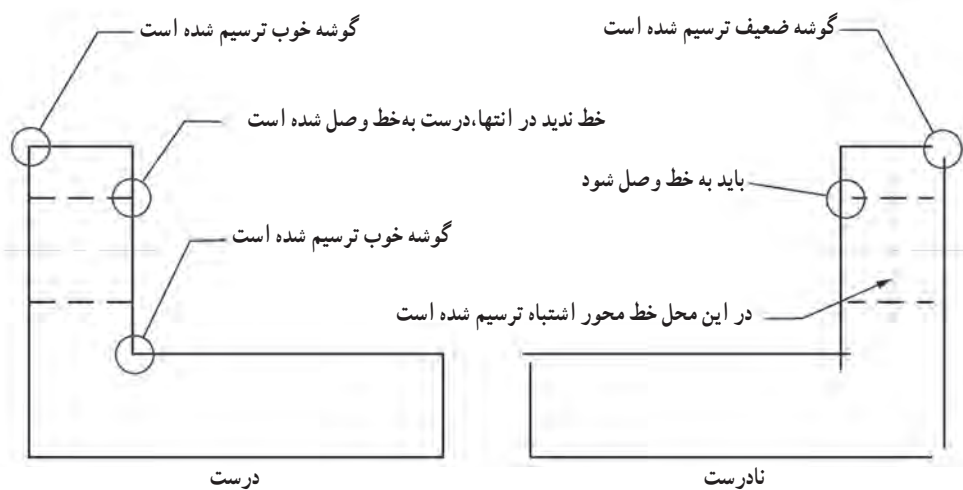 گوشه ضعیف ترسیم شده است
گوشه خوب ترسیم شده است
خط ندید در انتها،درست به‌خط وصل شده است
باید به خط وصل شود
گوشه خوب ترسیم شده است
در این محل خط محور اشتباه ترسیم شده است
نادرست
درست